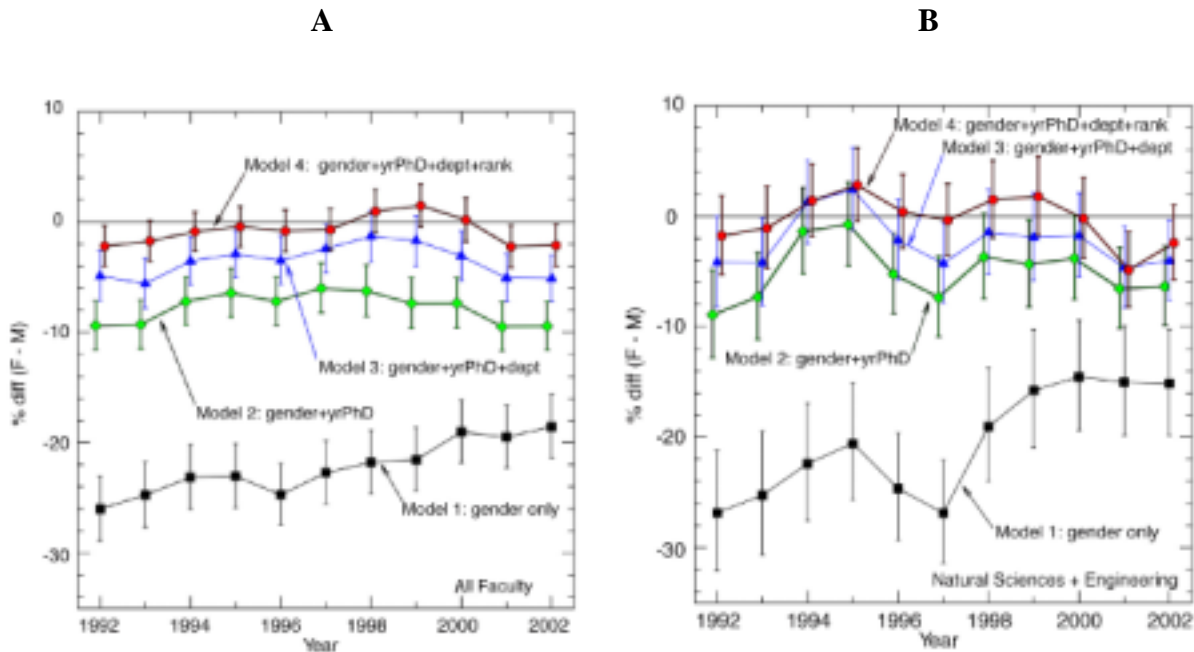 A
B
10
0
-10
-20
-30
% diff (F - M)
Model 4: gender+yrPhD+dept+rank
Model 3: gender+yrPhD+dept
Model 2: gender+yrPhD
Model 1: gender only
All Faculty
1992 1994 1996 1998 2000 2002
Year
10
0
-10
-20
-30
% diff (F - M)
Model 4: gender+yrPhD+dept+rank
Model 3: gender+yrPhD+dept
Model 2: gender+yrPhD
Model 1: gender only
Natural Sciences + Engineering
1992 1994 1996 1998 2000 2002
Year